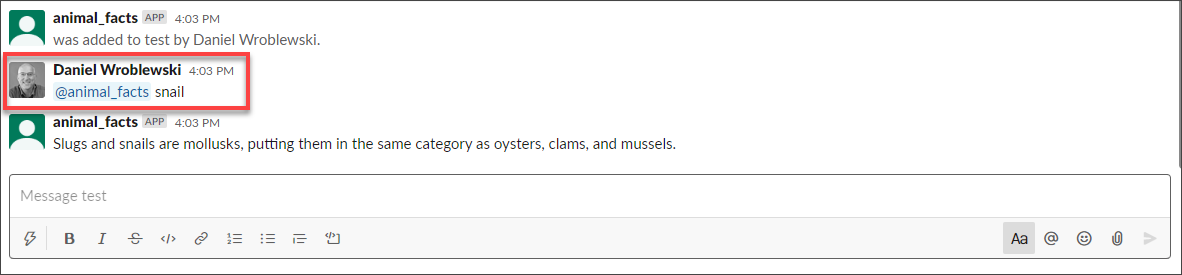 animal_facts APP 4:03 PM
was added to test by Daniel Wroblewski.
Daniel Wroblewski 4:03 PM
@animal_facts snail
animal_facts APP 4:03 PM
Slugs and snails are mollusks, putting them in the same category as oysters, clams, and mussels.
Message test
B I S </> Aa @